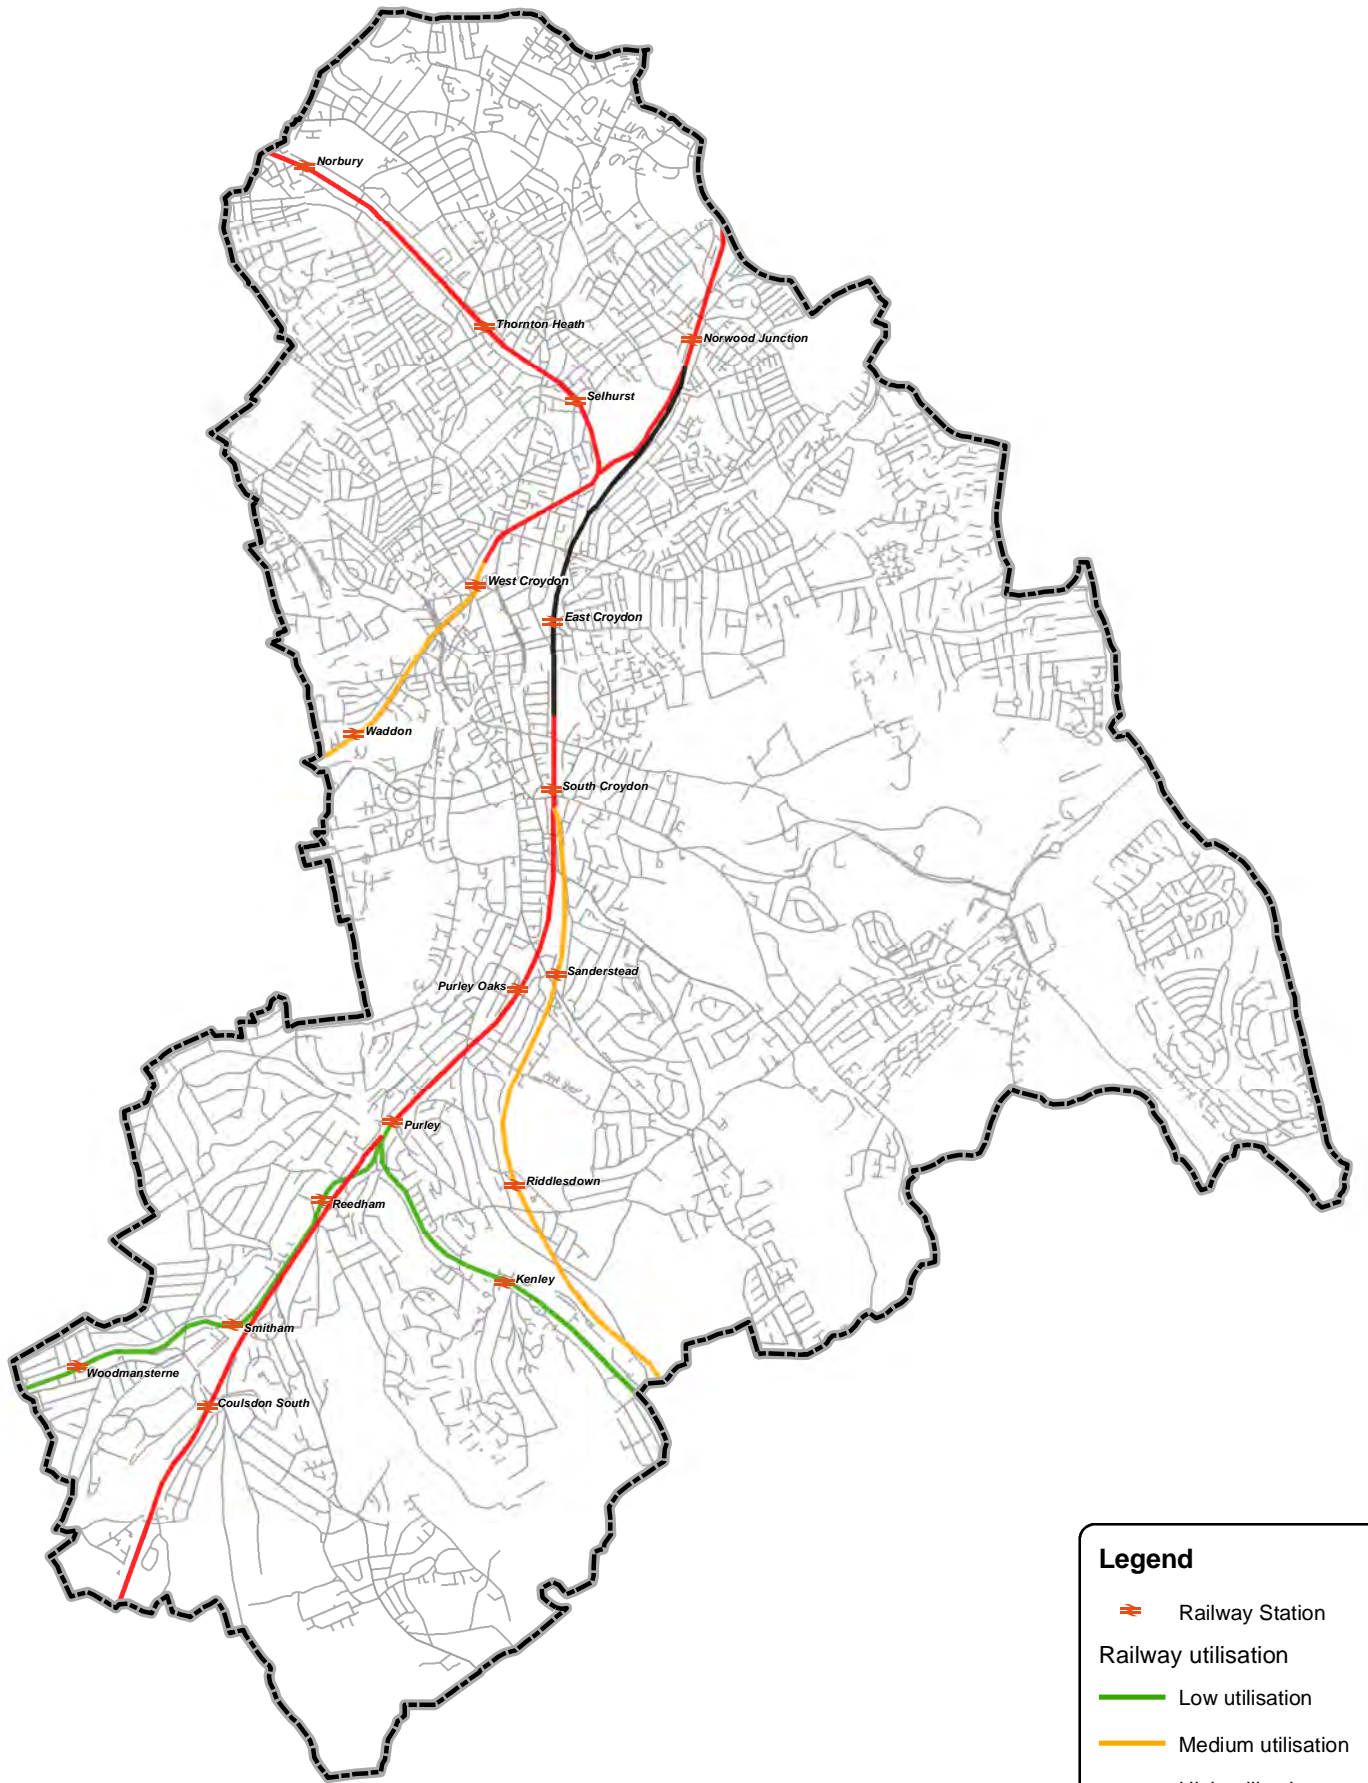 Norbury
Thornton Heath
Norwood Junction
Selhurst
West Croydon
East Croydon
Waddon
South Croydon
Sanderstead
Purley Oaks
Purley
Riddlesdown
Reedham
Kenley
Smitham
Woodmansterne
Coulsdon South
Legend
Railway Station
Railway utilisation
Low utilisation
Medium utilisation